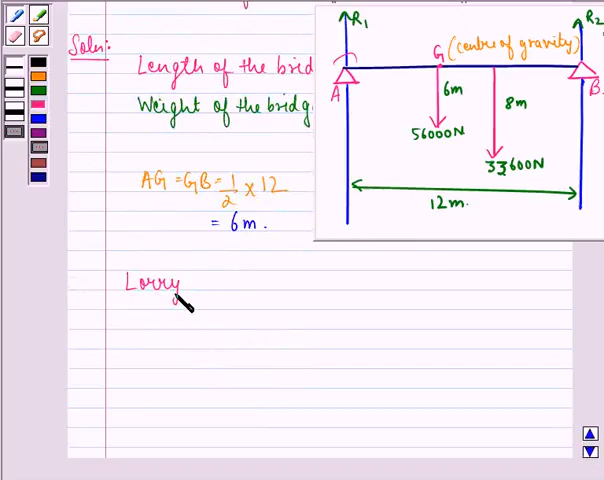 Soln:
Length of the brid
Weight of the bridg
AG = GB = 1/2 × 12
= 6m.
Lorry
R1
R2
G (centre of gravity)
A
B
6m
8m
56000N
33600N
12m.